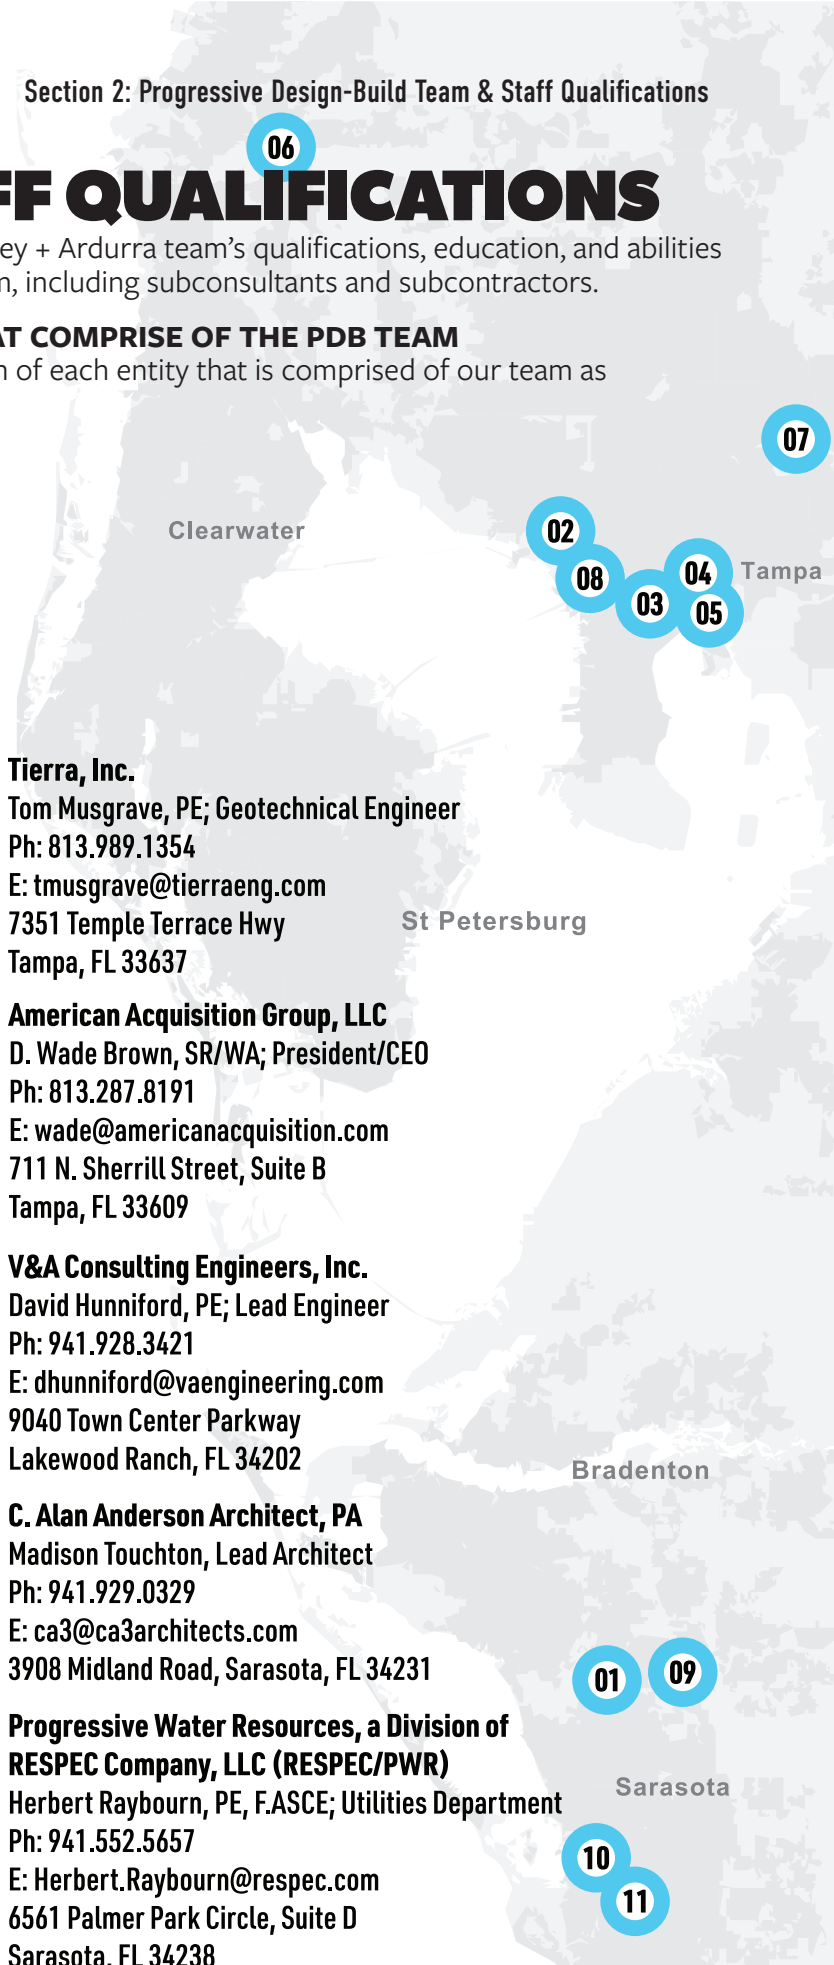 Section 2: Progressive Design-Build Team & Staff Qualifications
06
FF QUALIFICATIONS
ey + Ardurra team's qualifications, education, and abilities
m, including subconsultants and subcontractors.
AT COMPRISE OF THE PDB TEAM
n of each entity that is comprised of our team as
07
Clearwater
02
08
03
04
05
Tampa
Tierra, Inc.
Tom Musgrave, PE; Geotechnical Engineer
Ph: 813.989.1354
E: tmusgrave@tierraeng.com
7351 Temple Terrace Hwy
Tampa, FL 33637
St Petersburg
American Acquisition Group, LLC
D. Wade Brown, SR/WA; President/CEO
Ph: 813.287.8191
E: wade@americanacquisition.com
711 N. Sherrill Street, Suite B
Tampa, FL 33609
V&A Consulting Engineers, Inc.
David Hunniford, PE; Lead Engineer
Ph: 941.928.3421
E: dhunniford@vaengineering.com
9040 Town Center Parkway
Lakewood Ranch, FL 34202
Bradenton
C. Alan Anderson Architect, PA
Madison Touchton, Lead Architect
Ph: 941.929.0329
E: ca3@ca3architects.com
3908 Midland Road, Sarasota, FL 34231
01
09
Progressive Water Resources, a Division of
RESPEC Company, LLC (RESPEC/PWR)
Herbert Raybourn, PE, F.ASCE; Utilities Department
Ph: 941.552.5657
E: Herbert.Raybourn@respec.com
6561 Palmer Park Circle, Suite D
Sarasota, FL 34238
Sarasota
10
11